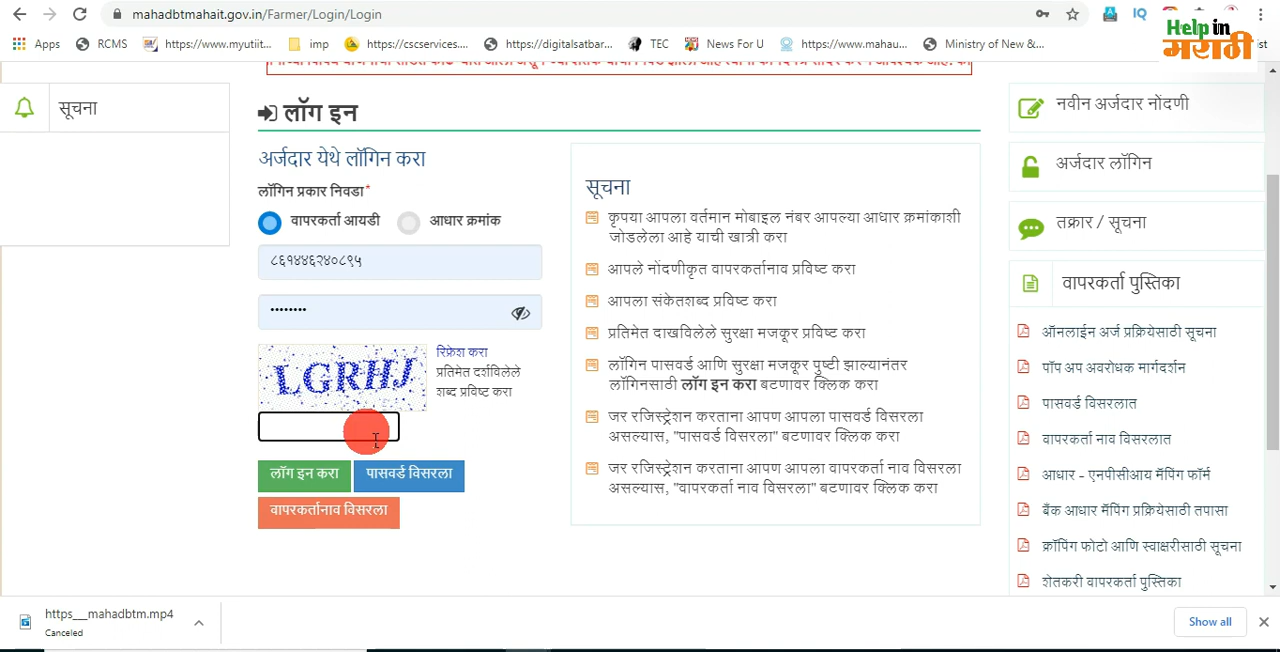 mahadbtmahait.gov.in/Farmer/Login/Login
Apps RCMS https://www.myutiit... imp https://cscservices.... https://digitalsatbar... TEC News For U https://www.mahau... Ministry of New &...
IQ
Help in
मराठी
सूचना
लॉग इन
अर्जदार येथे लॉगिन करा
लॉगिन प्रकार निवडा*
वापरकर्ता आयडी आधार क्रमांक
८६१४४६२४०८९५
••••••••
LGRHJ
रिफ्रेश करा
प्रतिमेत दर्शविलेले
शब्द प्रविष्ट करा
लॉग इन करा पासवर्ड विसरला
वापरकर्तानाव विसरला
सूचना
कृपया आपला वर्तमान मोबाइल नंबर आपल्या आधार क्रमांकाशी
जोडलेला आहे याची खात्री करा
आपले नोंदणीकृत वापरकर्तानाव प्रविष्ट करा
आपला संकेतशब्द प्रविष्ट करा
प्रतिमेत दाखविलेले सुरक्षा मजकूर प्रविष्ट करा
लॉगिन पासवर्ड आणि सुरक्षा मजकूर पुष्टी झाल्यानंतर
लॉगिनसाठी लॉग इन करा बटणावर क्लिक करा
जर रजिस्ट्रेशन करताना आपण आपला पासवर्ड विसरला
असल्यास, "पासवर्ड विसरला" बटणावर क्लिक करा
जर रजिस्ट्रेशन करताना आपण आपला वापरकर्ता नाव विसरला
असल्यास, "वापरकर्ता नाव विसरला" बटणावर क्लिक करा
नवीन अर्जदार नोंदणी
अर्जदार लॉगिन
तक्रार / सूचना
वापरकर्ता पुस्तिका
ऑनलाईन अर्ज प्रक्रियेसाठी सूचना
पॉप अप अवरोधक मार्गदर्शन
पासवर्ड विसरलात
वापरकर्ता नाव विसरलात
आधार - एनपीसीआय मॅपिंग फॉर्म
बँक आधार मॅपिंग प्रक्रियेसाठी तपासा
क्रॉपिंग फोटो आणि स्वाक्षरीसाठी सूचना
शेतकरी वापरकर्ता पुस्तिका
https___mahadbtm.mp4
Canceled
Show all